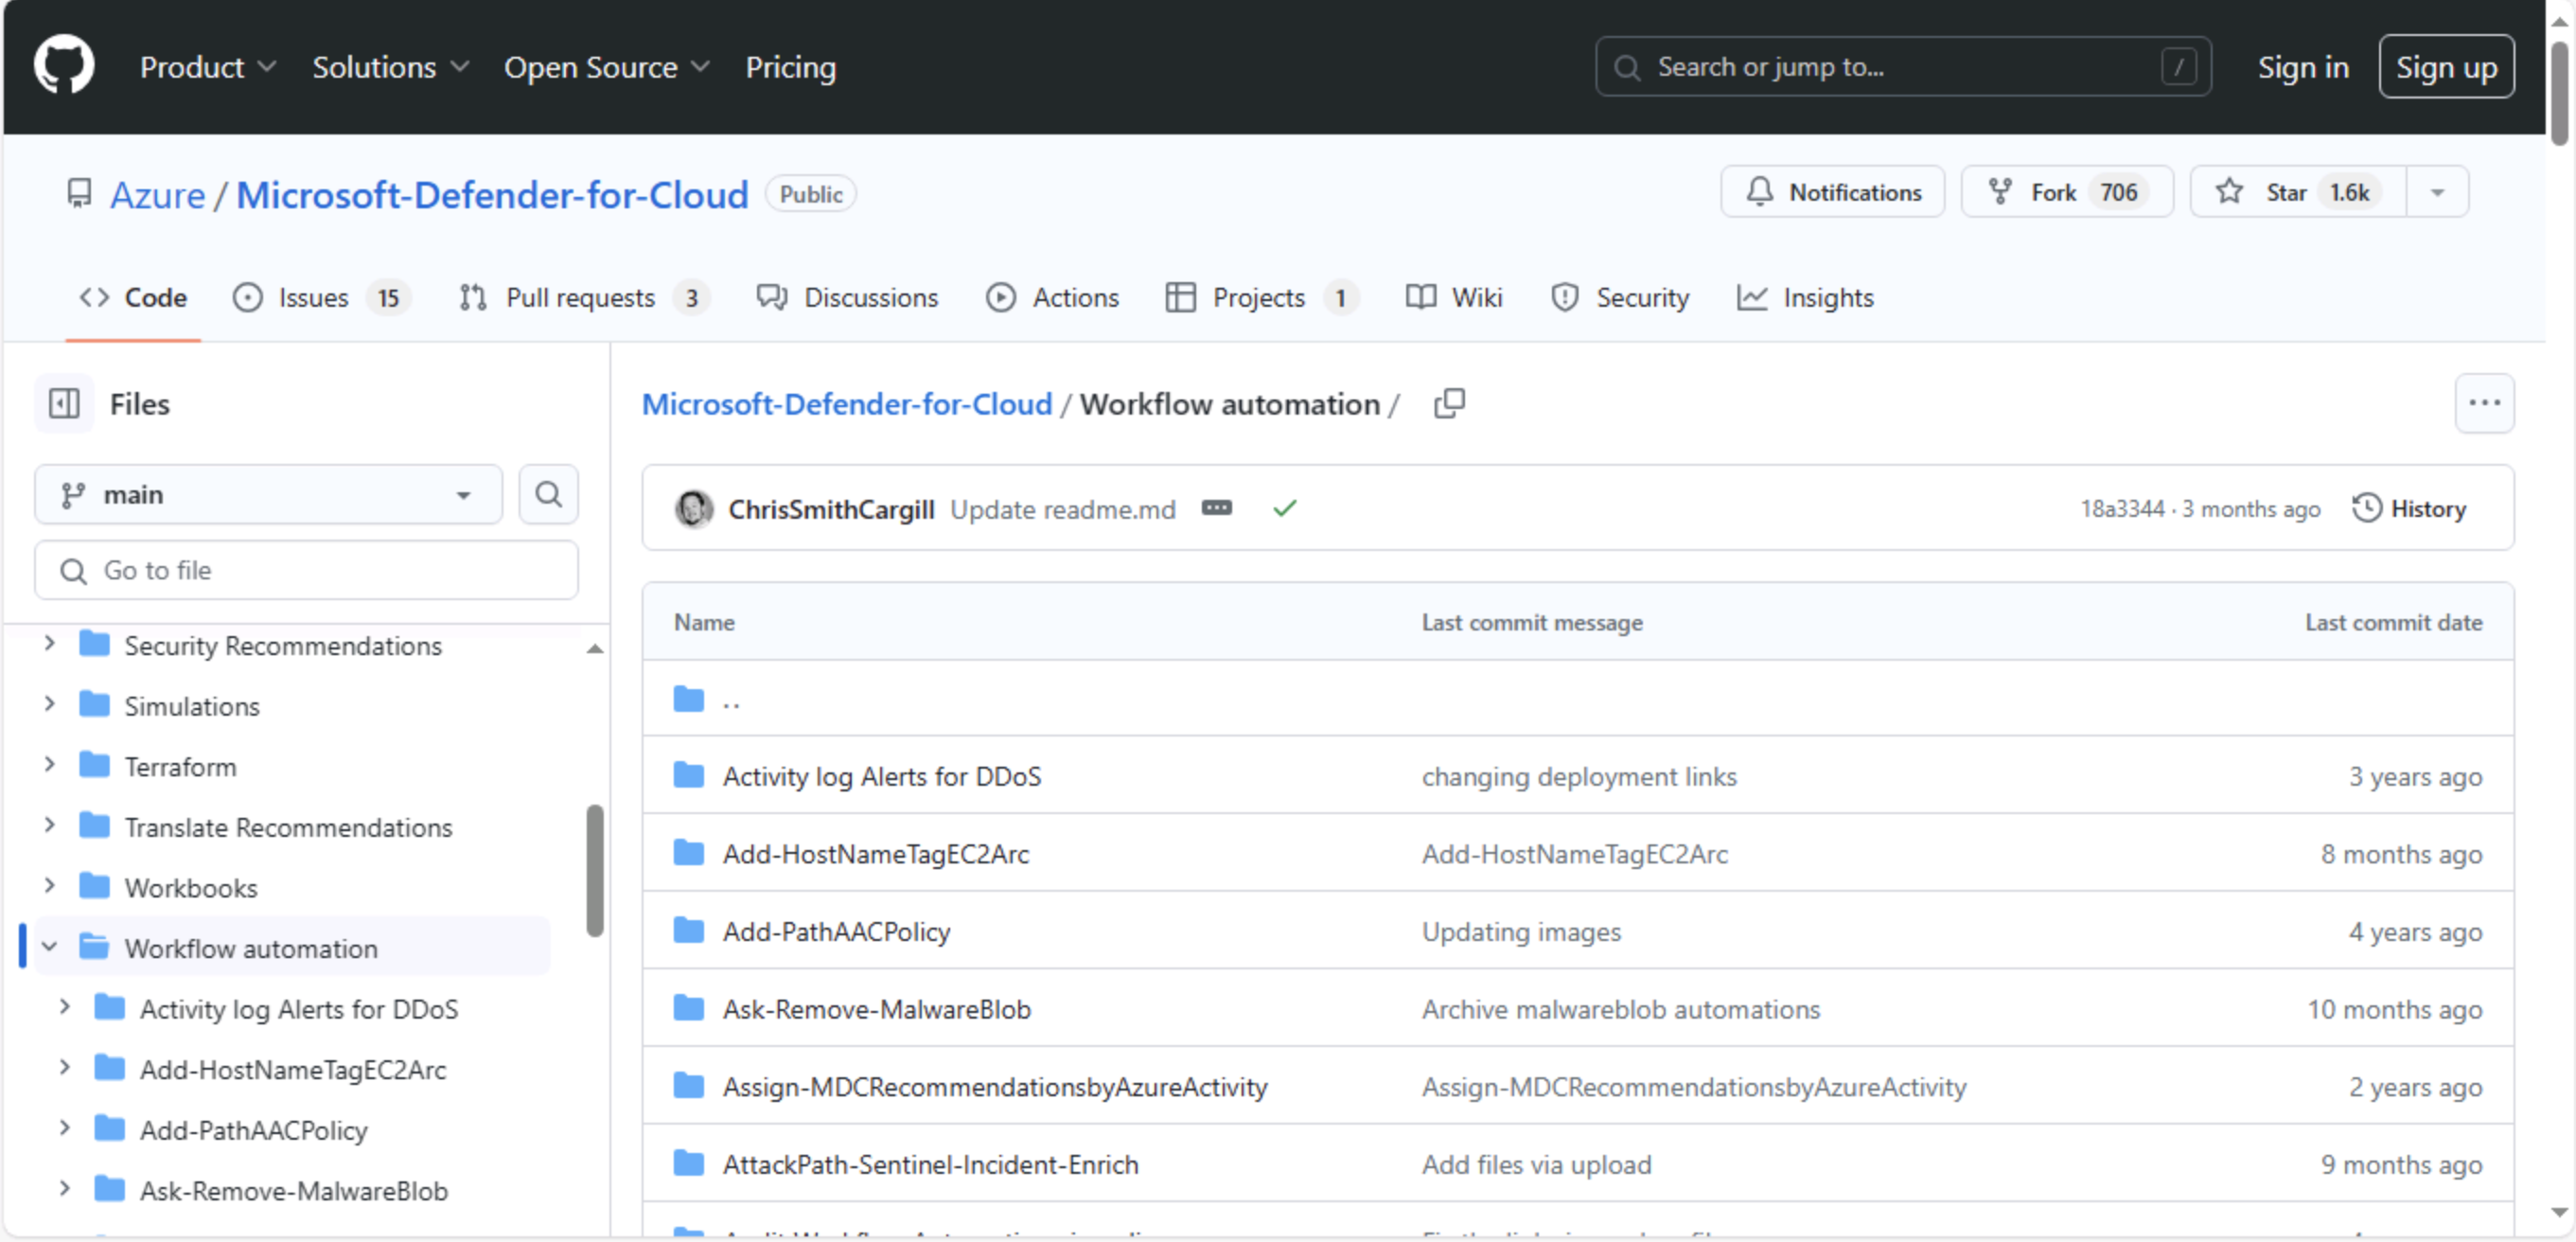 Product Solutions Open Source Pricing Search or jump to... / Sign in Sign up
Azure / Microsoft-Defender-for-Cloud Public Notifications Fork 706 Star 1.6k
Code Issues 15 Pull requests 3 Discussions Actions Projects 1 Wiki Security Insights
Files
main
Go to file
Security Recommendations
Simulations
Terraform
Translate Recommendations
Workbooks
Workflow automation
Activity log Alerts for DDoS
Add-HostNameTagEC2Arc
Add-PathAACPolicy
Ask-Remove-MalwareBlob
Microsoft-Defender-for-Cloud / Workflow automation /
ChrisSmithCargill Update readme.md 18a3344 · 3 months ago History
Name Last commit message Last commit date
..
Activity log Alerts for DDoS changing deployment links 3 years ago
Add-HostNameTagEC2Arc Add-HostNameTagEC2Arc 8 months ago
Add-PathAACPolicy Updating images 4 years ago
Ask-Remove-MalwareBlob Archive malwareblob automations 10 months ago
Assign-MDCRecommendationsbyAzureActivity Assign-MDCRecommendationsbyAzureActivity 2 years ago
AttackPath-Sentinel-Incident-Enrich Add files via upload 9 months ago